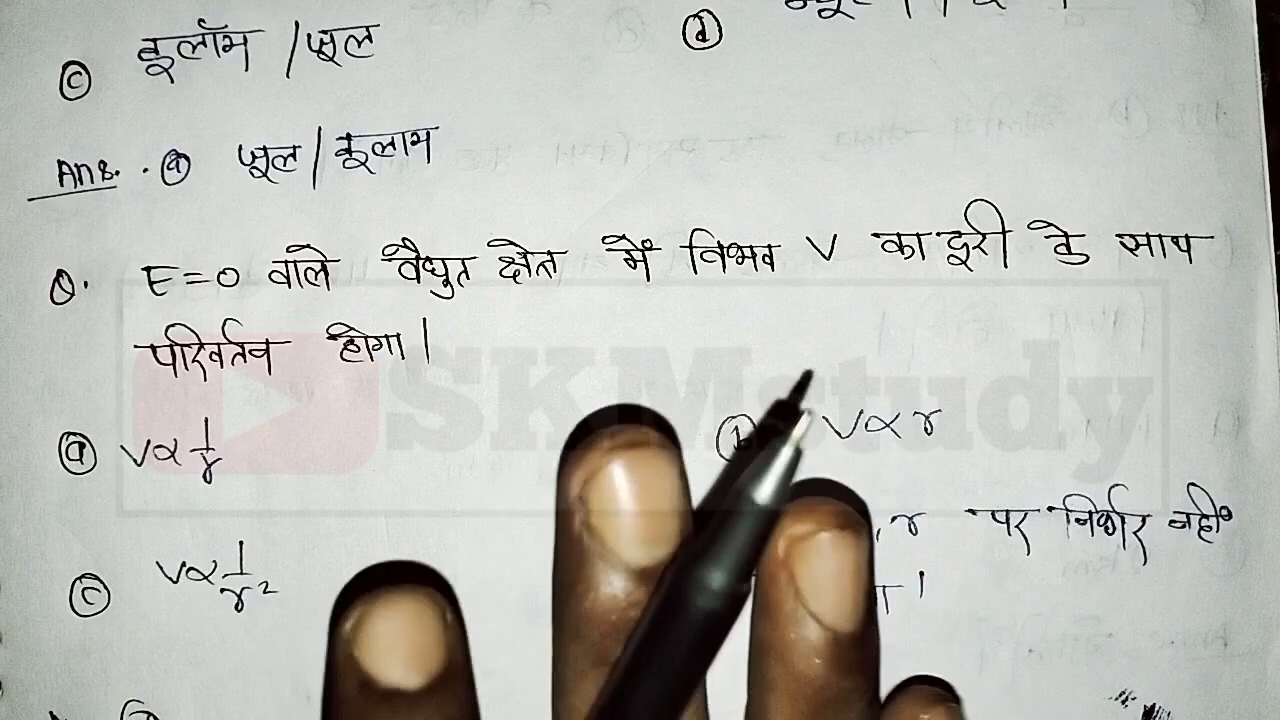 ⓒ कूलॉम / जूल ⓓ
Ans. . ⓐ जूल / कूलाम
Q. E=0 वाले वैधुत क्षेत में विभव V का दूरी के साथ
परिवर्तन होगा।
ⓐ V∝1/r ⓑ V∝r
ⓒ V∝1/r² , r पर निर्भर नहीं
SKMstudy